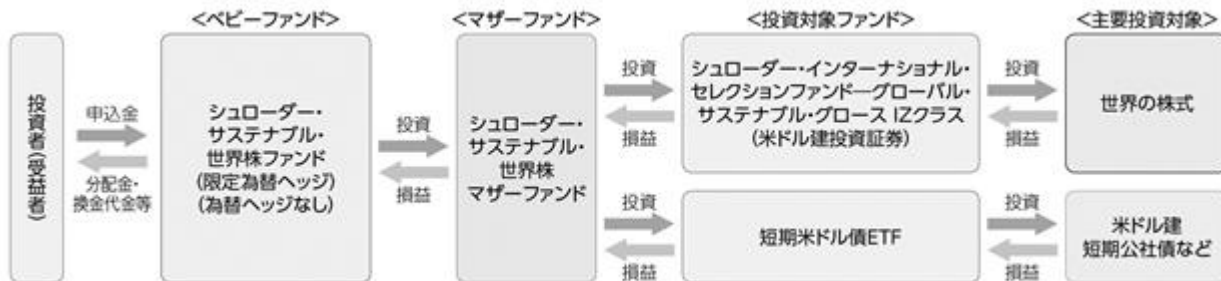 <ベビーファンド>
<マザーファンド>
<投資対象ファンド>
<主要投資対象>
投資者(受益者)
申込金
分配金・
換金代金等
シュローダー・
サステナブル・
世界株ファンド
(限定為替ヘッジ)
(為替ヘッジなし)
投資
損益
シュローダー・
サステナブル・
世界株
マザーファンド
投資
損益
シュローダー・インターナショナル・
セレクションファンド―グローバル・
サステナブル・グロース IZクラス
(米ドル建投資証券)
投資
損益
世界の株式
投資
損益
短期米ドル債ETF
投資
損益
米ドル建
短期公社債など